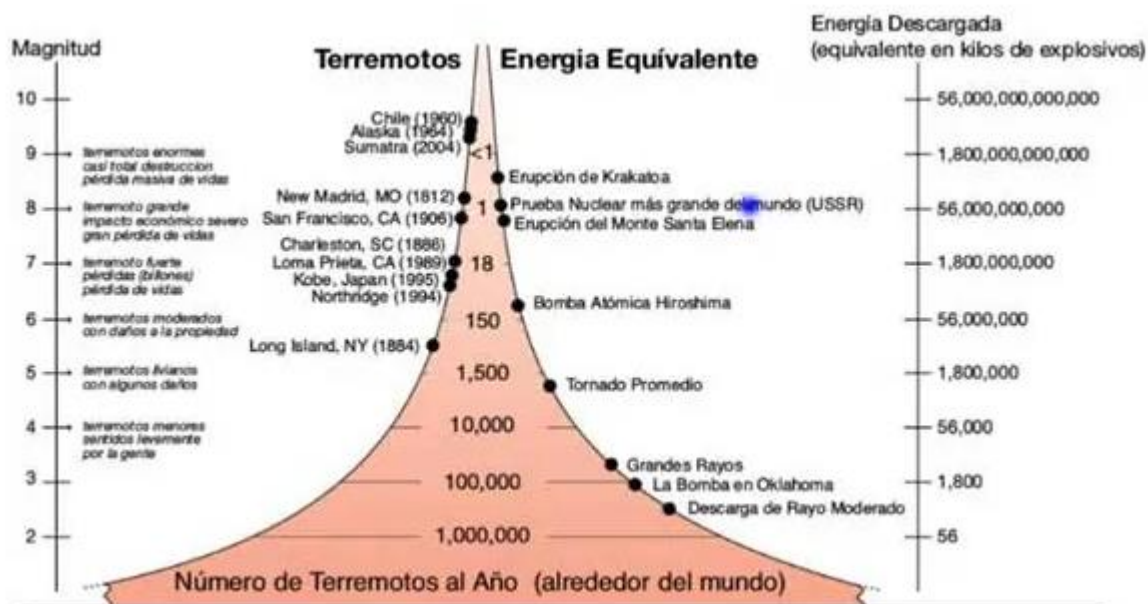 Magnitud
Terremotos
Energia Equívalente
Energía Descargada
(equivalente en kilos de explosivos)
10
9
8
7
6
5
4
3
2
terremotos enormes
casi total destruccion
pérdida masiva de vidas
terremoto grande
impacto económico severo
gran pérdida de vidas
terremoto fuerte
pérdidas (billones)
pérdida de vidas
terremotos moderados
con daños a la propiedad
terremotos livianos
con algunos daños
terremotos menores
sentidos levemente
por la gente
Chile (1960)
Alaska (1964)
Sumatra (2004)
New Madrid, MO (1812)
San Francisco, CA (1906)
Charleston, SC (1886)
Loma Prieta, CA (1989)
Kobe, Japan (1995)
Northridge (1994)
Long Island, NY (1884)
<1
1
18
150
1,500
10,000
100,000
1,000,000
Erupción de Krakatoa
Prueba Nuclear más grande del mundo (USSR)
Erupción del Monte Santa Elena
Bomba Atómica Hiroshima
Tornado Promedio
Grandes Rayos
La Bomba en Oklahoma
Descarga de Rayo Moderado
56,000,000,000,000
1,800,000,000,000
56,000,000,000
1,800,000,000
56,000,000
1,800,000
56,000
1,800
56
Número de Terremotos al Año (alrededor del mundo)